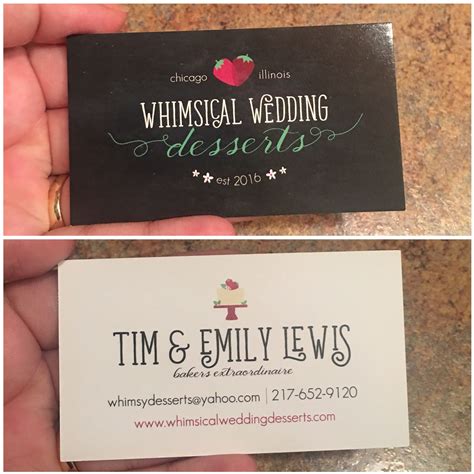 chicago illinois
WHIMSICAL WEDDING
desserts
est 2016
TIM & EMILY LEWIS
bakers extraordinaire
whimsydesserts@yahoo.com | 217-652-9120
www.whimsicalweddingdesserts.com